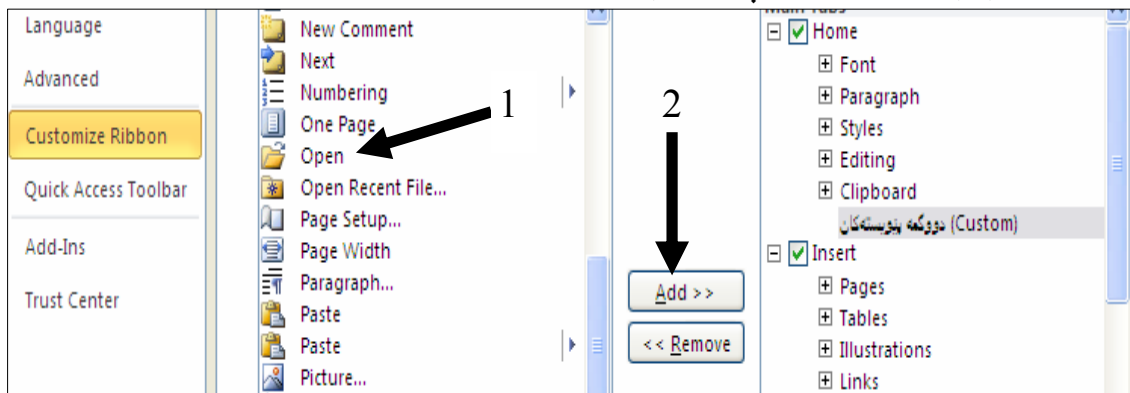 Language
Advanced
Customize Ribbon
Quick Access Toolbar
Add-Ins
Trust Center
New Comment
Next
Numbering
One Page
Open
Open Recent File...
Page Setup...
Page Width
Paragraph...
Paste
Paste
Picture...
1
2
Add >>
<< Remove
Main Tabs
Home
Font
Paragraph
Styles
Editing
Clipboard
دووگمە پێویستەکان (Custom)
Insert
Pages
Tables
Illustrations
Links